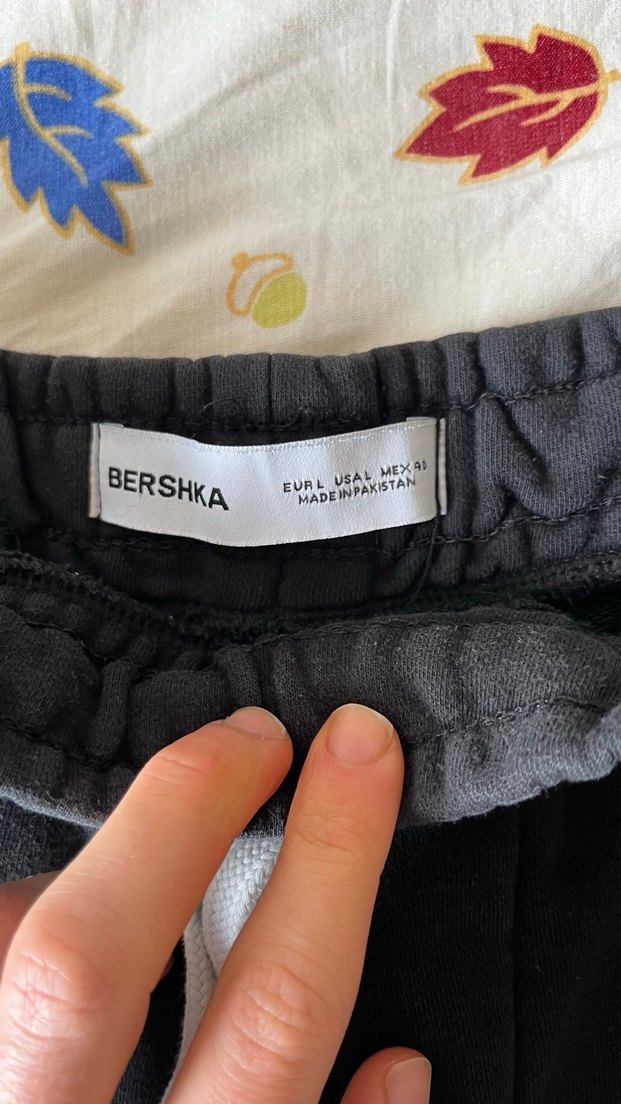 BERSHKA
EUR L USA L MEX 40
MADE IN PAKISTAN